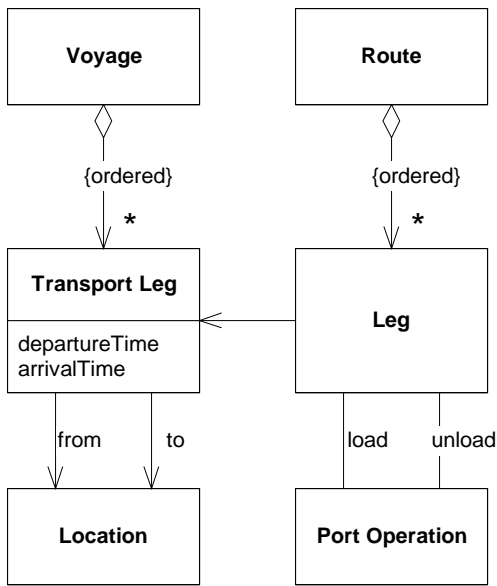 Voyage
Route
{ordered}
{ordered}
*
*
Transport Leg
Leg
departureTime
arrivalTime
from
to
load
unload
Location
Port Operation